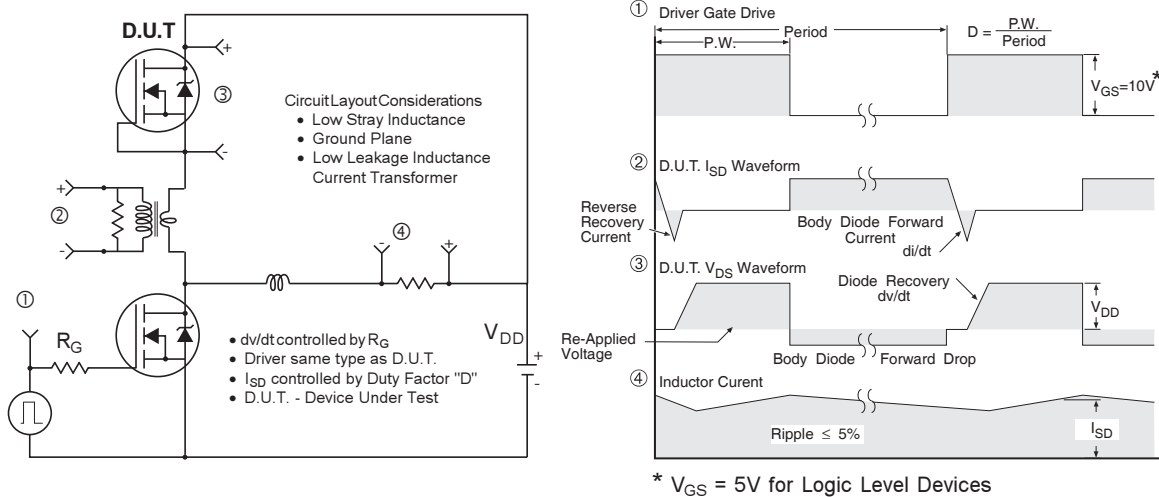 D.U.T
+
③
-
Circuit Layout Considerations
• Low Stray Inductance
• Ground Plane
• Low Leakage Inductance
Current Transformer
+
②
-
④
-
+
①
R_G
V_DD
+
-
• dv/dt controlled by R_G
• Driver same type as D.U.T.
• I_SD controlled by Duty Factor "D"
• D.U.T. - Device Under Test
① Driver Gate Drive
P.W.
Period
D = P.W. / Period
V_GS=10V*
② D.U.T. I_SD Waveform
Reverse
Recovery
Current
Body Diode Forward
Current
di/dt
③ D.U.T. V_DS Waveform
Diode Recovery
dv/dt
V_DD
Re-Applied
Voltage
Body Diode Forward Drop
④ Inductor Curent
Ripple ≤ 5%
I_SD
* V_GS = 5V for Logic Level Devices